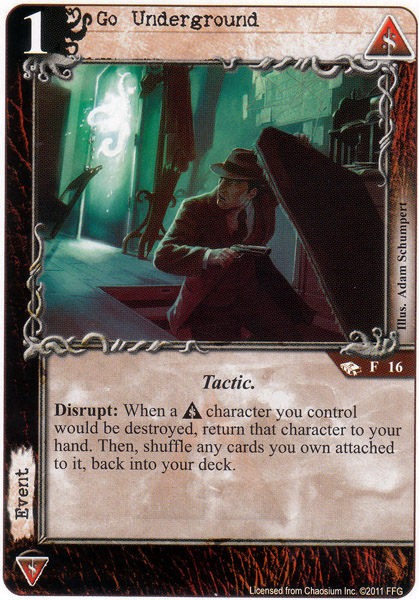 1
Go Underground
Illus. Adam Schumpert
F 16
Tactic.
Disrupt: When a character you control
would be destroyed, return that character to your
hand. Then, shuffle any cards you own attached
to it, back into your deck.
Event
Licensed from Chaosium Inc. ©2011 FFG